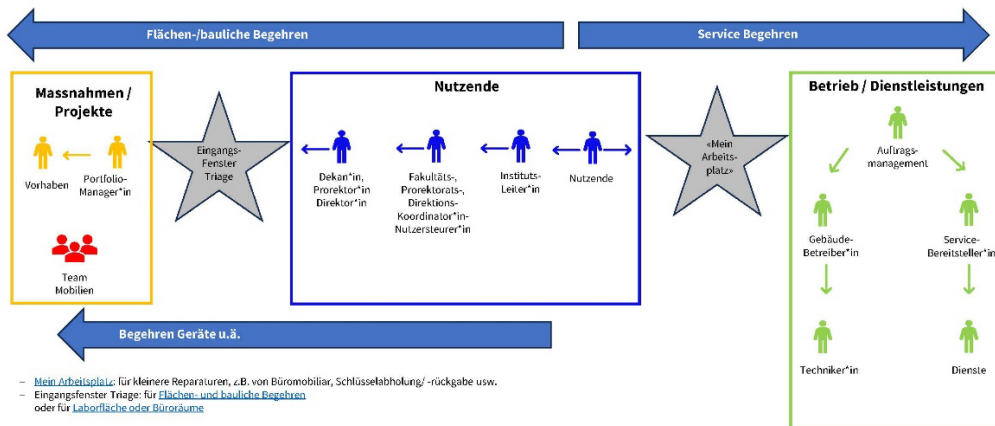 Flächen-/bauliche Begehren
Service Begehren
Massnahmen /
Projekte
Vorhaben
Portfolio-
Manager*in
Team
Mobilien
Eingangs-
Fenster
Triage
Nutzende
Dekan*in,
Prorektor*in
Direktor*in
Fakultäts-,
Prorektorats-,
Direktions-
Koordinator*in-
Nutzersteurer*in
Instituts-
Leiter*in
Nutzende
«Mein
Arbeits-
platz»
Betrieb / Dienstleistungen
Auftrags-
management
Gebäude-
Betreiber*in
Service-
Bereitsteller*in
Techniker*in
Dienste
Begehren Geräte u.ä.
– Mein Arbeitsplatz: für kleinere Reparaturen, z.B. von Büromobiliar, Schlüsselabholung/ -rückgabe usw.
– Eingangsfenster Triage: für Flächen- und bauliche Begehren
oder für Laborfläche oder Büroräume